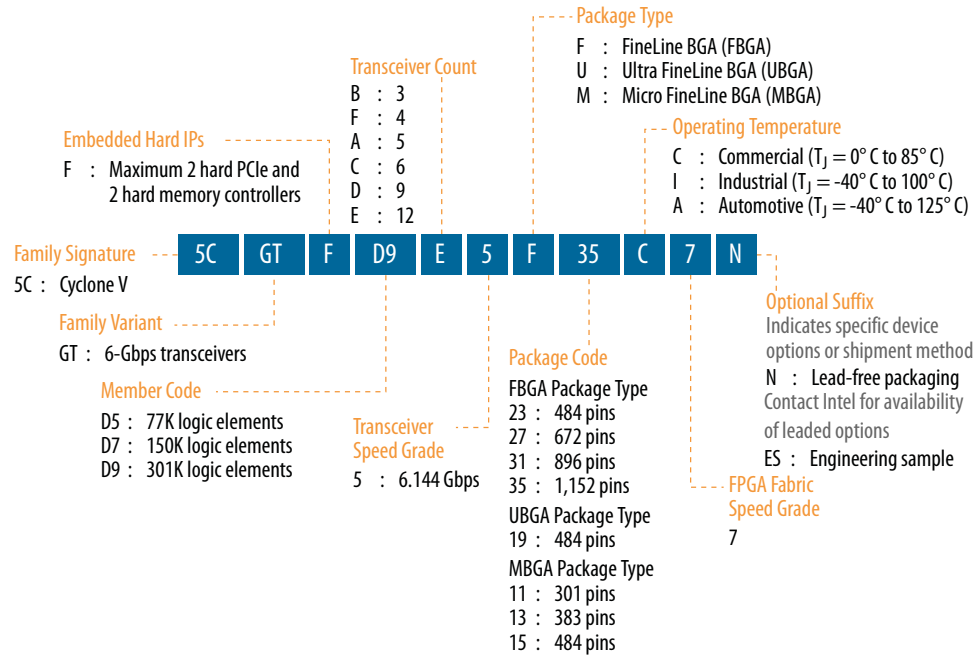 Package Type
F : FineLine BGA (FBGA)
U : Ultra FineLine BGA (UBGA)
M : Micro FineLine BGA (MBGA)
Transceiver Count
B : 3
F : 4
A : 5
C : 6
D : 9
E : 12
Embedded Hard IPs
F : Maximum 2 hard PCIe and
2 hard memory controllers
Operating Temperature
C : Commercial (TJ = 0° C to 85° C)
I : Industrial (TJ = -40° C to 100° C)
A : Automotive (TJ = -40° C to 125° C)
Family Signature
5C : Cyclone V
5C GT F D9 E 5 F 35 C 7 N
Family Variant
GT : 6-Gbps transceivers
Member Code
D5 : 77K logic elements
D7 : 150K logic elements
D9 : 301K logic elements
Transceiver
Speed Grade
5 : 6.144 Gbps
Package Code
FBGA Package Type
23 : 484 pins
27 : 672 pins
31 : 896 pins
35 : 1,152 pins
UBGA Package Type
19 : 484 pins
MBGA Package Type
11 : 301 pins
13 : 383 pins
15 : 484 pins
FPGA Fabric
Speed Grade
7
Optional Suffix
Indicates specific device
options or shipment method
N : Lead-free packaging
Contact Intel for availability
of leaded options
ES : Engineering sample